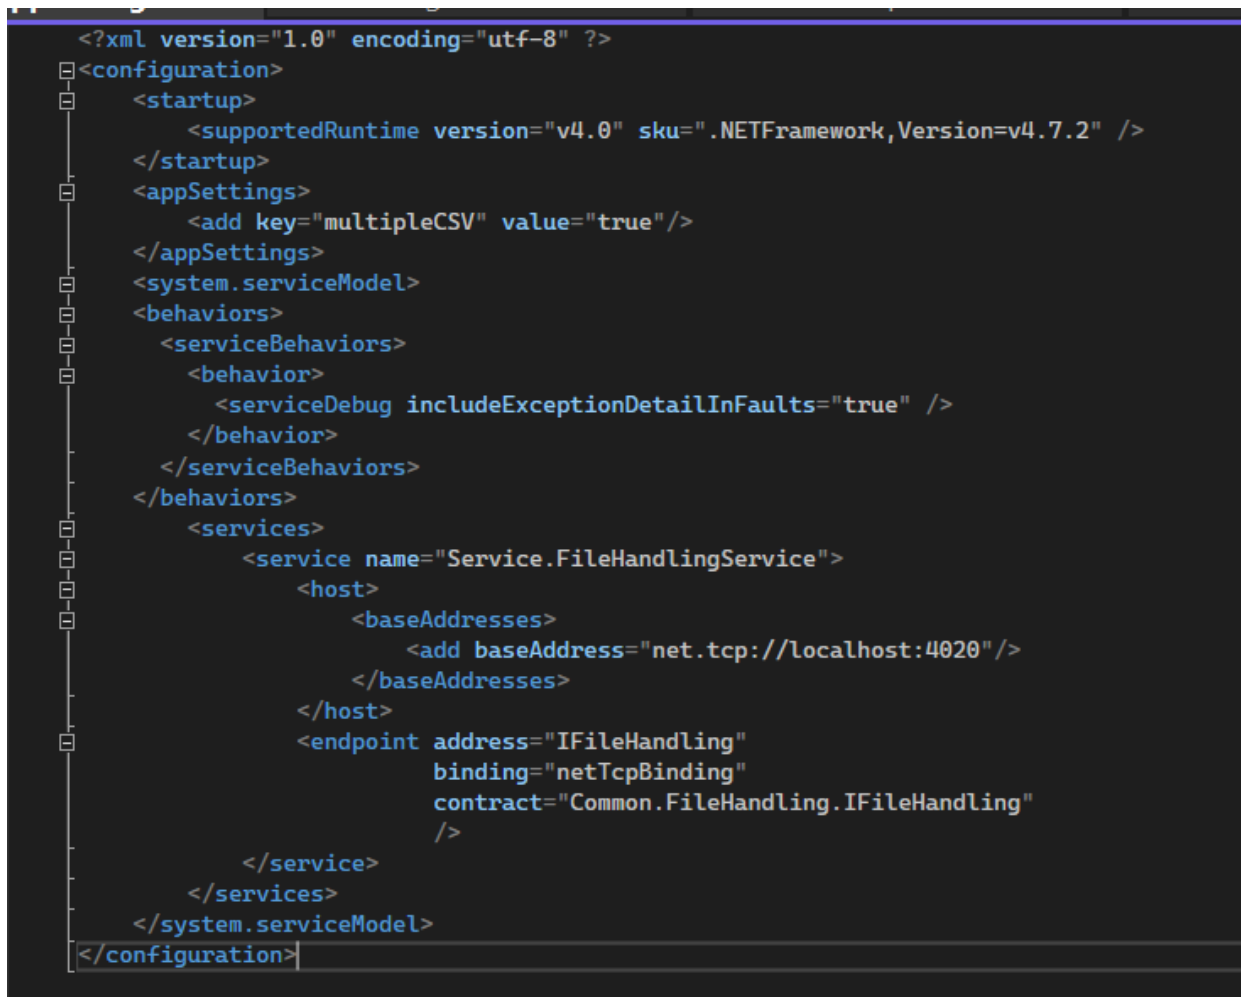 <?xml version="1.0" encoding="utf-8" ?>
<configuration>
    <startup>
        <supportedRuntime version="v4.0" sku=".NETFramework,Version=v4.7.2" />
    </startup>
    <appSettings>
        <add key="multipleCSV" value="true"/>
    </appSettings>
    <system.serviceModel>
    <behaviors>
      <serviceBehaviors>
        <behavior>
          <serviceDebug includeExceptionDetailInFaults="true" />
        </behavior>
      </serviceBehaviors>
    </behaviors>
        <services>
            <service name="Service.FileHandlingService">
                <host>
                    <baseAddresses>
                        <add baseAddress="net.tcp://localhost:4020"/>
                    </baseAddresses>
                </host>
                <endpoint address="IFileHandling"
                          binding="netTcpBinding"
                          contract="Common.FileHandling.IFileHandling"
                          />
            </service>
        </services>
    </system.serviceModel>
</configuration>